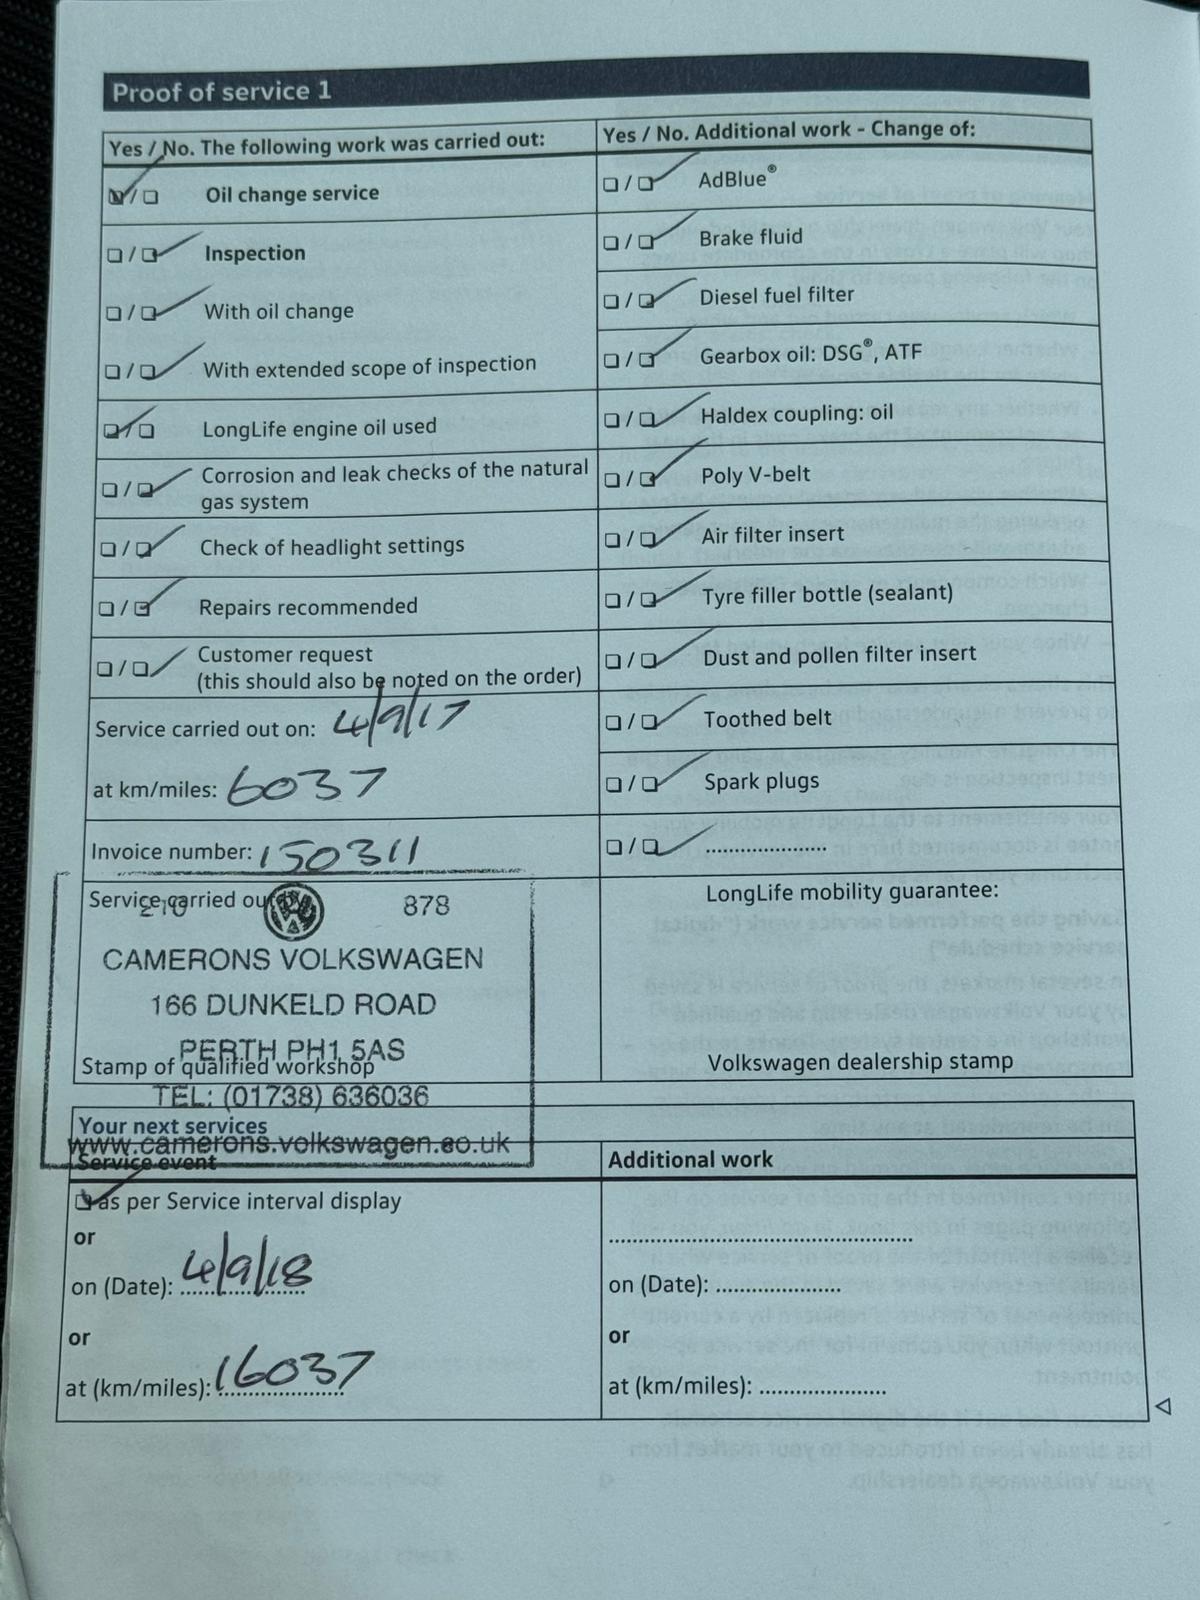 Proof of service 1
Yes / No. The following work was carried out:
Oil change service
Inspection
With oil change
With extended scope of inspection
LongLife engine oil used
Corrosion and leak checks of the natural
gas system
Check of headlight settings
Repairs recommended
Customer request
(this should also be noted on the order)
Service carried out on: 4/9/17
at km/miles: 6037
Invoice number: 150311
Service carried out
210 878
CAMERONS VOLKSWAGEN
166 DUNKELD ROAD
PERTH PH1 5AS
Stamp of qualified workshop
TEL: (01738) 636036
Yes / No. Additional work - Change of:
AdBlue®
Brake fluid
Diesel fuel filter
Gearbox oil: DSG®, ATF
Haldex coupling: oil
Poly V-belt
Air filter insert
Tyre filler bottle (sealant)
Dust and pollen filter insert
Toothed belt
Spark plugs
.....................
LongLife mobility guarantee:
Volkswagen dealership stamp
Your next services
www.camerons.volkswagen.co.uk
Service event
as per Service interval display
or
on (Date): 4/9/18
or
at (km/miles): 16037
Additional work
on (Date): .....................
or
at (km/miles): .....................